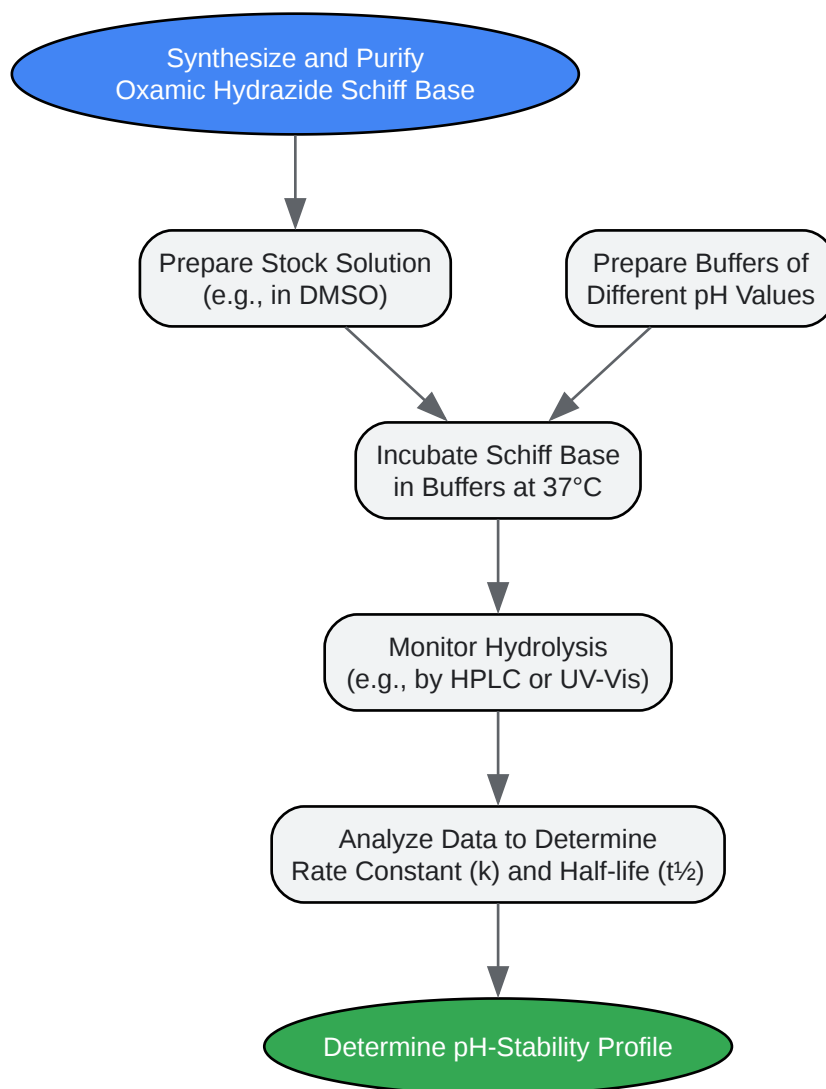 Synthesize and Purify
Oxamic Hydrazide Schiff Base
Prepare Stock Solution
(e.g., in DMSO)
Prepare Buffers of
Different pH Values
Incubate Schiff Base
in Buffers at 37°C
Monitor Hydrolysis
(e.g., by HPLC or UV-Vis)
Analyze Data to Determine
Rate Constant (k) and Half-life (t½)
Determine pH-Stability Profile